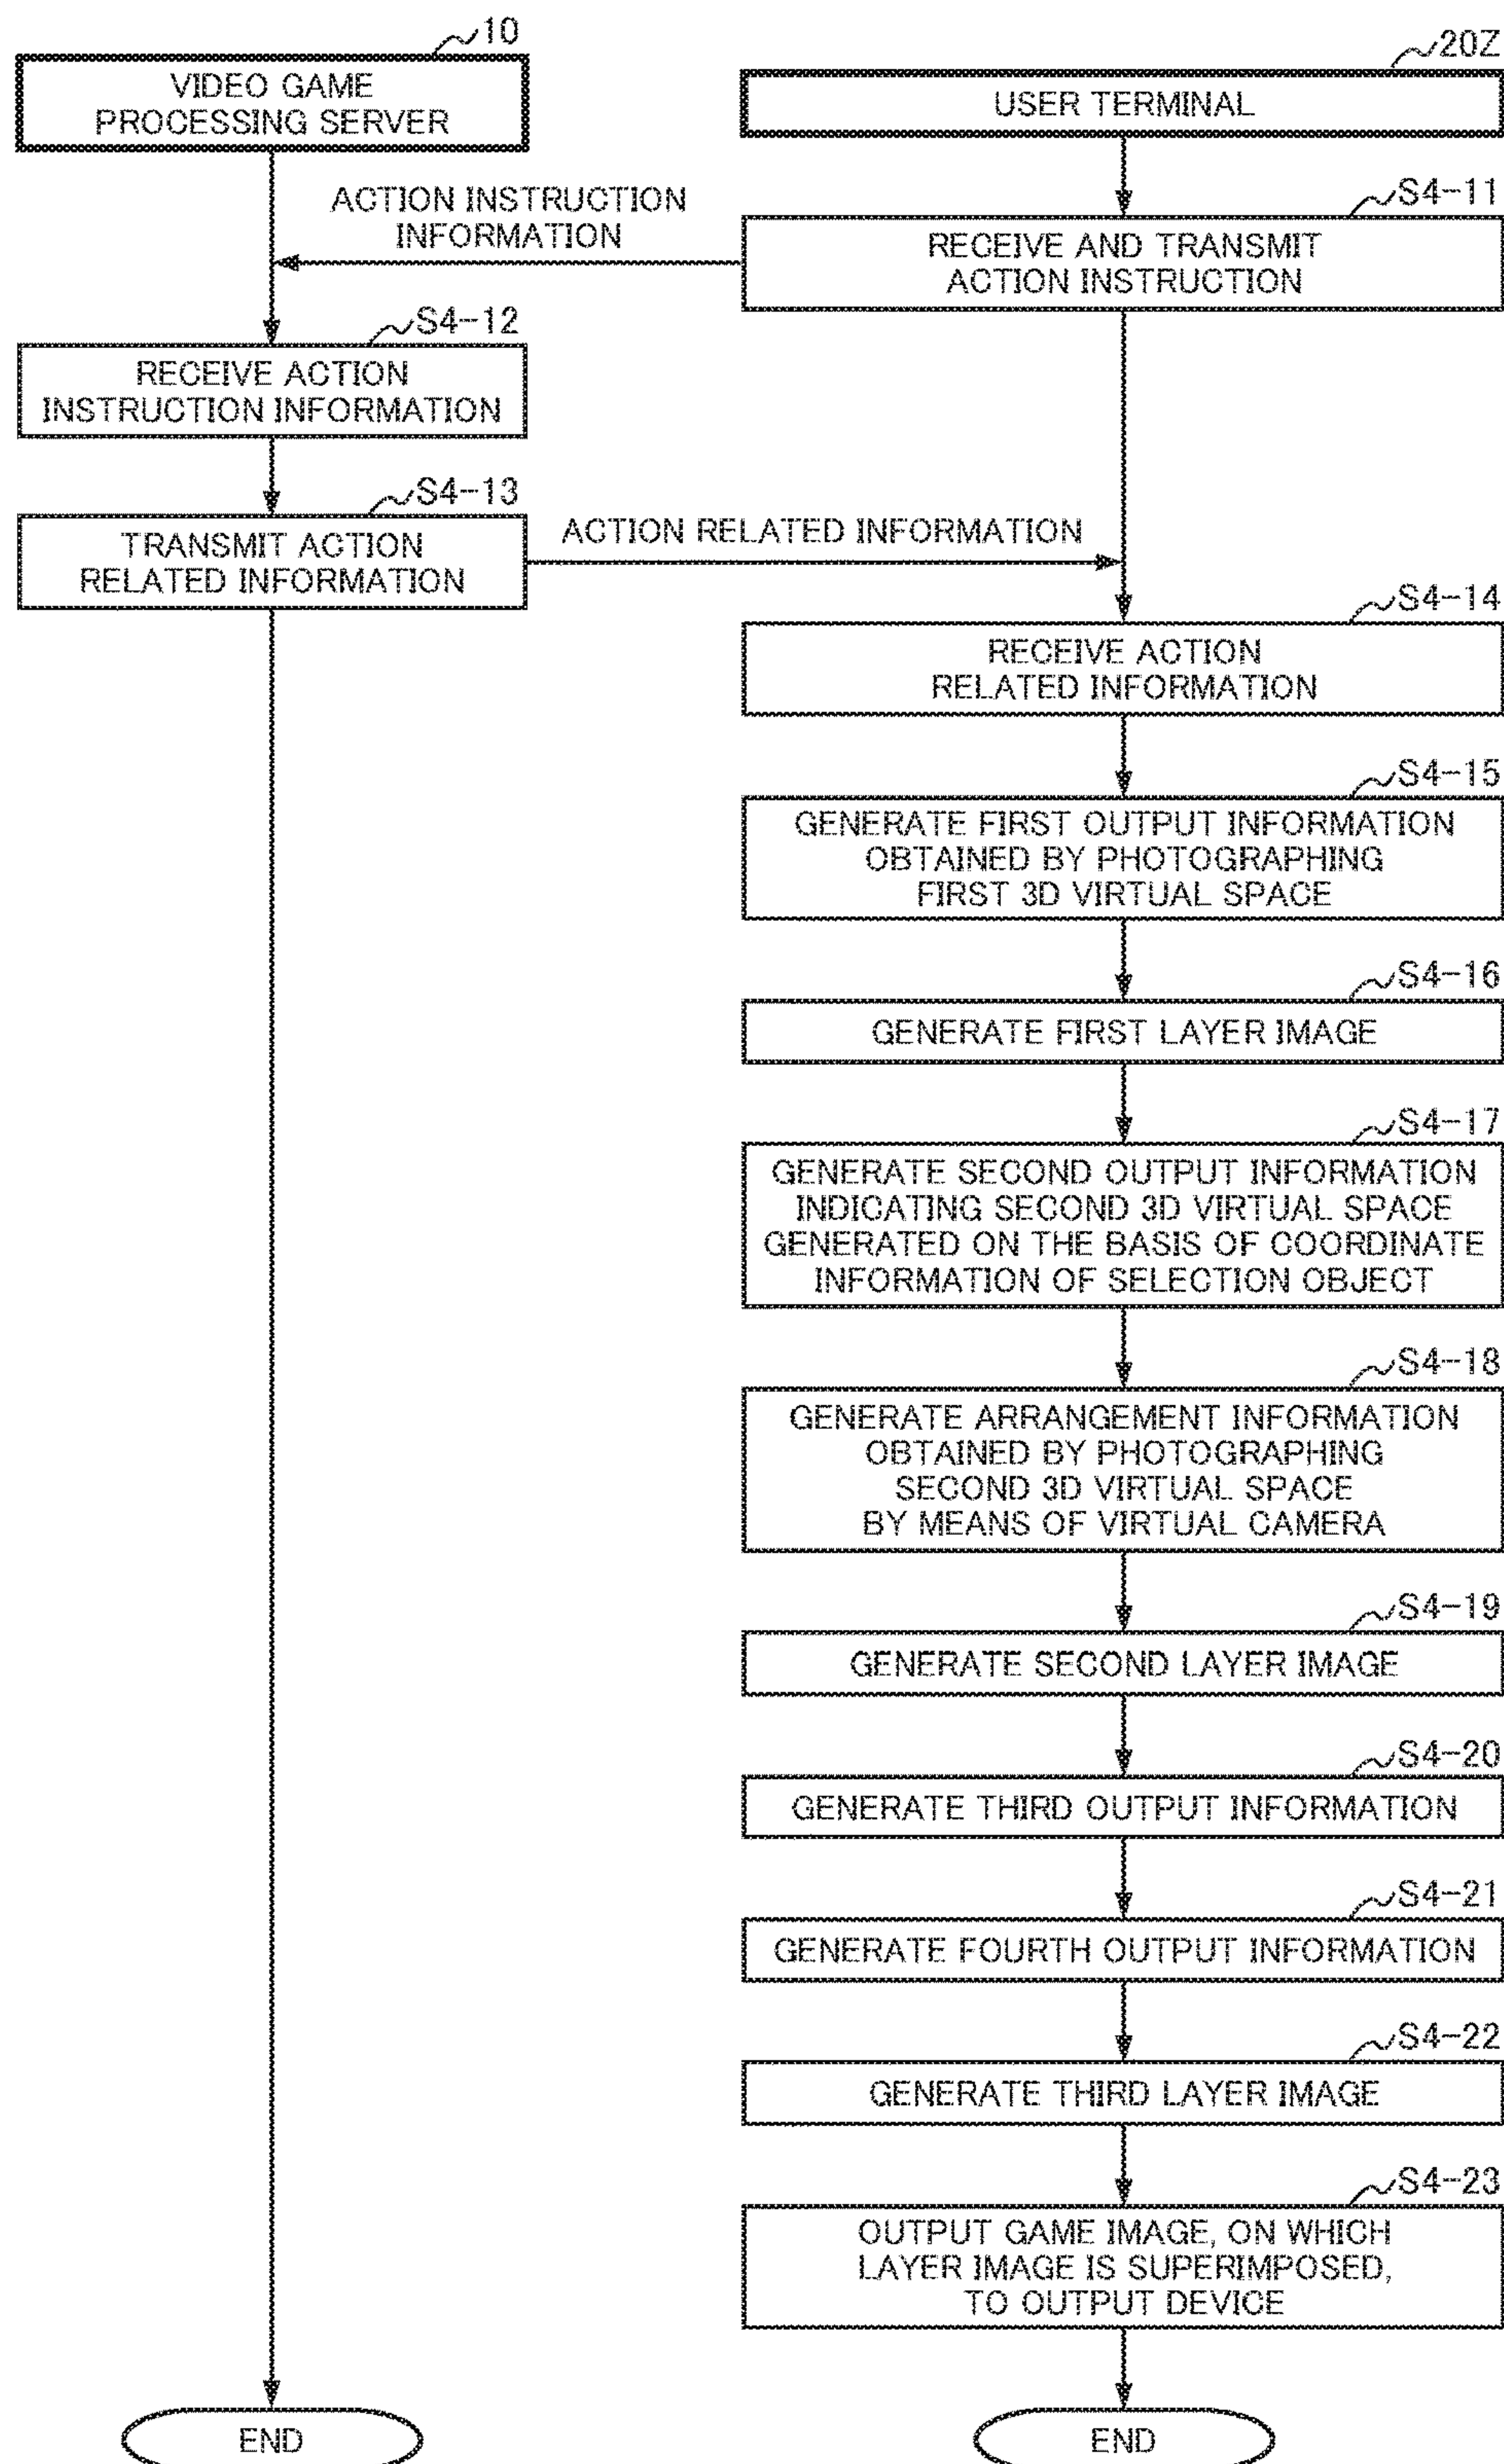 10
VIDEO GAME
PROCESSING SERVER
20Z
USER TERMINAL
ACTION INSTRUCTION
INFORMATION
S4-11
RECEIVE AND TRANSMIT
ACTION INSTRUCTION
S4-12
RECEIVE ACTION
INSTRUCTION INFORMATION
S4-13
TRANSMIT ACTION
RELATED INFORMATION
ACTION RELATED INFORMATION
S4-14
RECEIVE ACTION
RELATED INFORMATION
S4-15
GENERATE FIRST OUTPUT INFORMATION
OBTAINED BY PHOTOGRAPHING
FIRST 3D VIRTUAL SPACE
S4-16
GENERATE FIRST LAYER IMAGE
S4-17
GENERATE SECOND OUTPUT INFORMATION
INDICATING SECOND 3D VIRTUAL SPACE
GENERATED ON THE BASIS OF COORDINATE
INFORMATION OF SELECTION OBJECT
S4-18
GENERATE ARRANGEMENT INFORMATION
OBTAINED BY PHOTOGRAPHING
SECOND 3D VIRTUAL SPACE
BY MEANS OF VIRTUAL CAMERA
S4-19
GENERATE SECOND LAYER IMAGE
S4-20
GENERATE THIRD OUTPUT INFORMATION
S4-21
GENERATE FOURTH OUTPUT INFORMATION
S4-22
GENERATE THIRD LAYER IMAGE
S4-23
OUTPUT GAME IMAGE, ON WHICH
LAYER IMAGE IS SUPERIMPOSED,
TO OUTPUT DEVICE
END
END